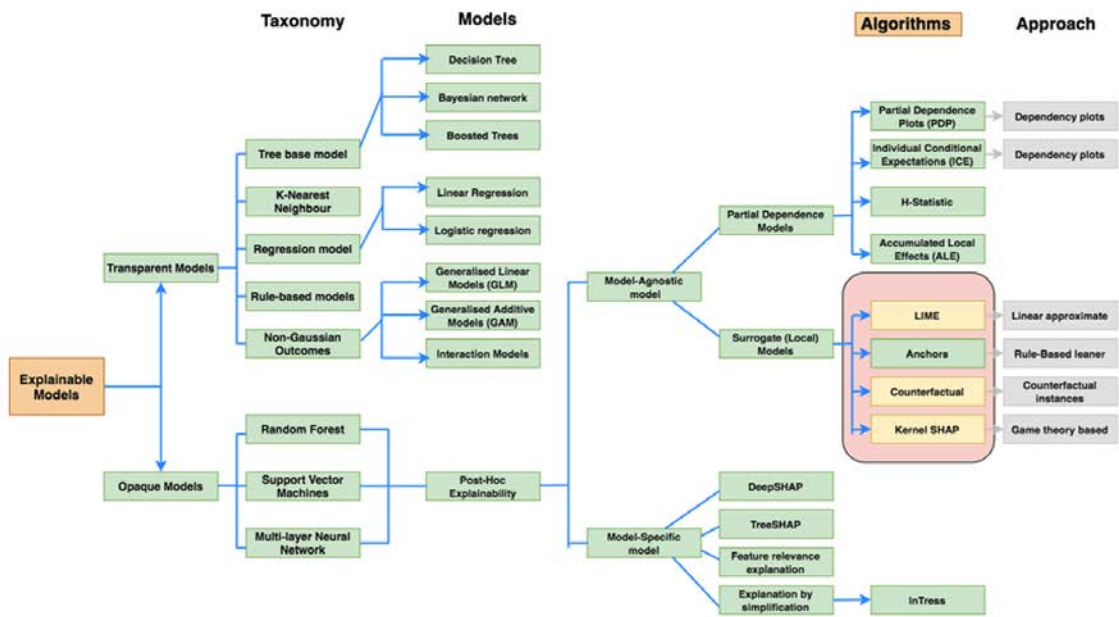 Taxonomy
Models
Algorithms
Approach
Explainable
Models
Transparent Models
Opaque Models
Tree base model
K-Nearest
Neighbour
Regression model
Rule-based models
Non-Gaussian
Outcomes
Random Forest
Support Vector
Machines
Multi-layer Neural
Network
Decision Tree
Bayesian network
Boosted Trees
Linear Regression
Logistic regression
Generalised Linear
Models (GLM)
Generalised Additive
Models (GAM)
Interaction Models
Post-Hoc
Explainability
Model-Agnostic
model
Model-Specific
model
Partial Dependence
Models
Surrogate (Local)
Models
DeepSHAP
TreeSHAP
Feature relevance
explanation
Explanation by
simplification
Partial Dependence
Plots (PDP)
Individual Conditional
Expectations (ICE)
H-Statistic
Accumulated Local
Effects (ALE)
LIME
Anchors
Counterfactual
Kernel SHAP
InTress
Dependency plots
Dependency plots
Linear approximate
Rule-Based leaner
Counterfactual
instances
Game theory based